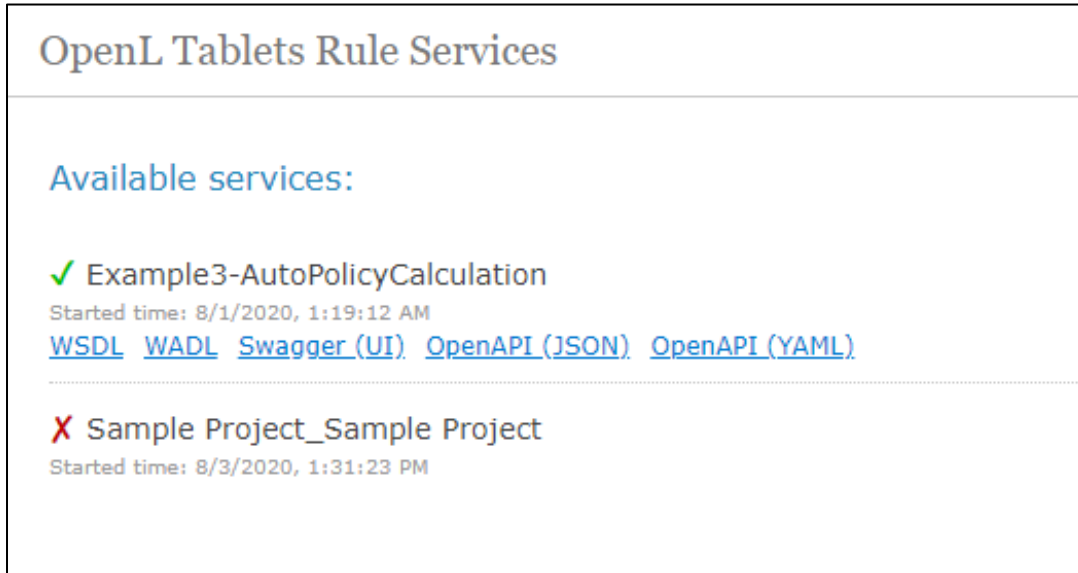 OpenL Tablets Rule Services
Available services:
✓ Example3-AutoPolicyCalculation
Started time: 8/1/2020, 1:19:12 AM
WSDL WADL Swagger (UI) OpenAPI (JSON) OpenAPI (YAML)
✗ Sample Project_Sample Project
Started time: 8/3/2020, 1:31:23 PM